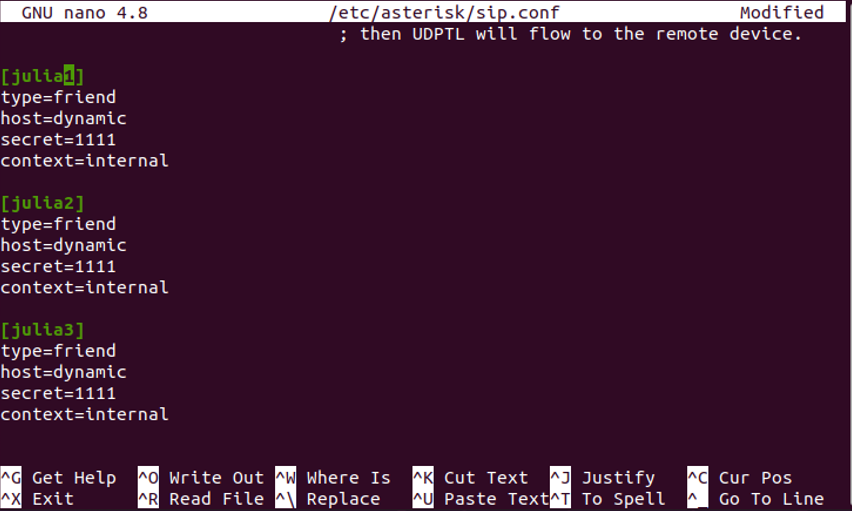 GNU nano 4.8 /etc/asterisk/sip.conf Modified
; then UDPTL will flow to the remote device.
[julia1]
type=friend
host=dynamic
secret=1111
context=internal
[julia2]
type=friend
host=dynamic
secret=1111
context=internal
[julia3]
type=friend
host=dynamic
secret=1111
context=internal
^G Get Help ^O Write Out ^W Where Is ^K Cut Text ^J Justify ^C Cur Pos
^X Exit ^R Read File ^\ Replace ^U Paste Text ^T To Spell ^_ Go To Line